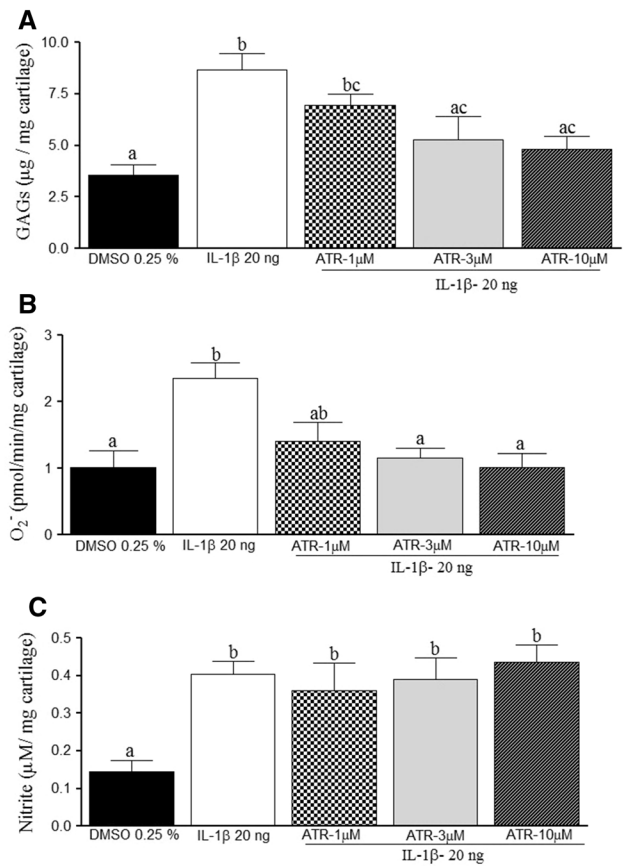 A
GAGs (μg / mg cartilage)
10.0
7.5
5.0
2.5
0.0
a
b
bc
ac
ac
DMSO 0.25 %
IL-1β 20 ng
ATR-1μM
ATR-3μM
ATR-10μM
IL-1β- 20 ng
B
O₂⁻ (pmol/min/mg cartilage)
3
2
1
0
a
b
ab
a
a
DMSO 0.25 %
IL-1β 20 ng
ATR-1μM
ATR-3μM
ATR-10μM
IL-1β- 20 ng
C
Nitrite (μM/ mg cartilage)
0.5
0.4
0.3
0.2
0.1
0.0
a
b
b
b
b
DMSO 0.25 %
IL-1β 20 ng
ATR-1μM
ATR-3μM
ATR-10μM
IL-1β- 20 ng